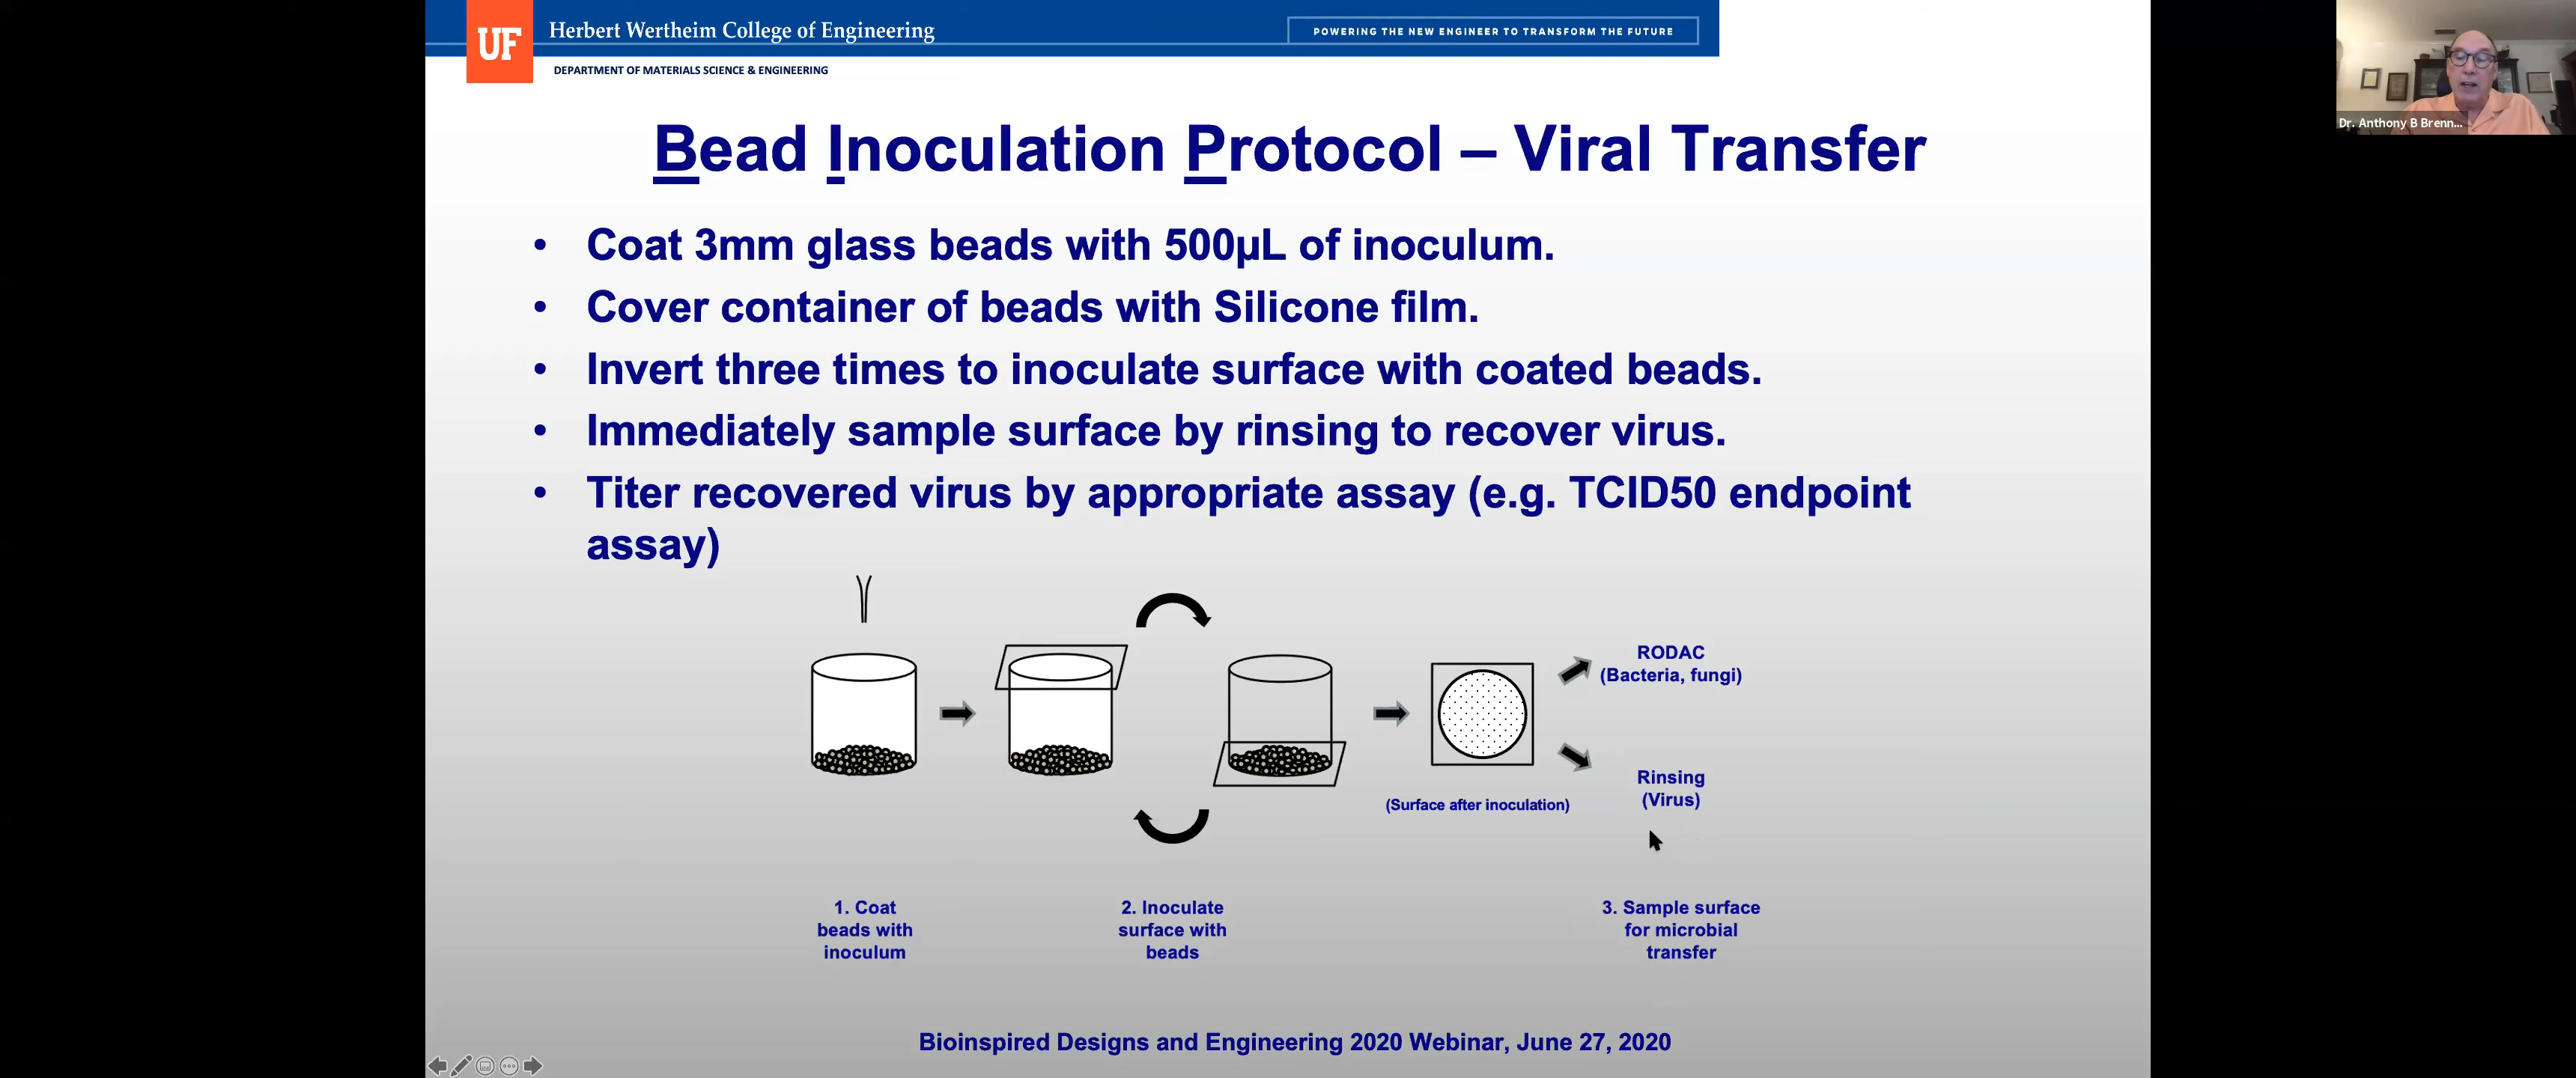 UF
Herbert Wertheim College of Engineering
POWERING THE NEW ENGINEER TO TRANSFORM THE FUTURE
DEPARTMENT OF MATERIALS SCIENCE & ENGINEERING
Dr. Anthony B Brenn...
Bead Inoculation Protocol – Viral Transfer
• Coat 3mm glass beads with 500µL of inoculum.
• Cover container of beads with Silicone film.
• Invert three times to inoculate surface with coated beads.
• Immediately sample surface by rinsing to recover virus.
• Titer recovered virus by appropriate assay (e.g. TCID50 endpoint
assay)
RODAC
(Bacteria, fungi)
Rinsing
(Virus)
(Surface after inoculation)
1. Coat
beads with
inoculum
2. Inoculate
surface with
beads
3. Sample surface
for microbial
transfer
Bioinspired Designs and Engineering 2020 Webinar, June 27, 2020